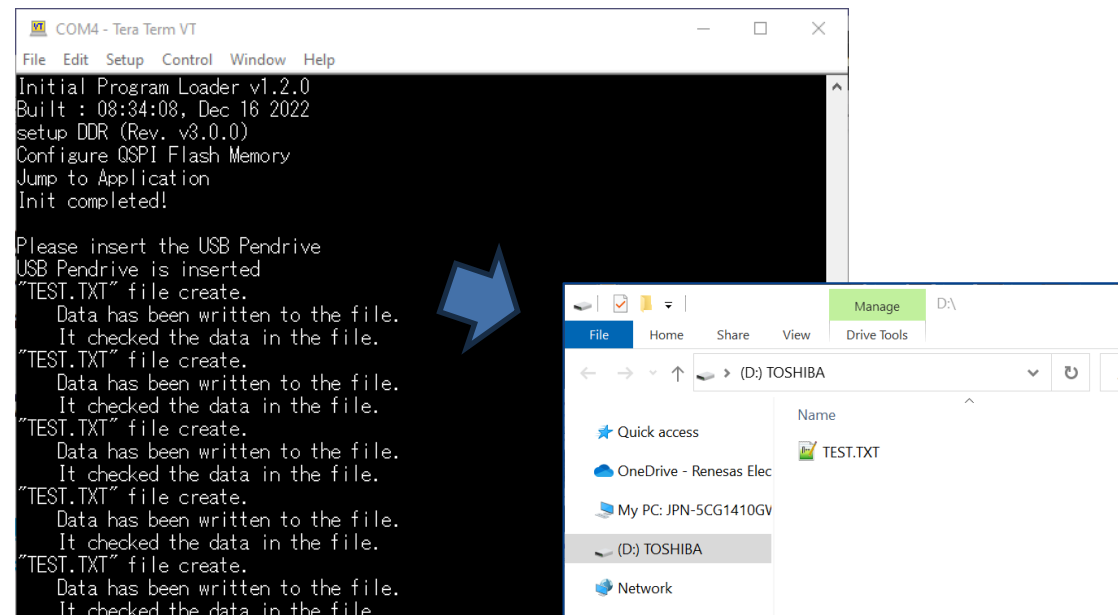 COM4 - Tera Term VT
File Edit Setup Control Window Help
Initial Program Loader v1.2.0
Built : 08:34:08, Dec 16 2022
setup DDR (Rev. v3.0.0)
Configure QSPI Flash Memory
Jump to Application
Init completed!
Please insert the USB Pendrive
USB Pendrive is inserted
"TEST.TXT" file create.
Data has been written to the file.
It checked the data in the file.
"TEST.TXT" file create.
Data has been written to the file.
It checked the data in the file.
"TEST.TXT" file create.
Data has been written to the file.
It checked the data in the file.
"TEST.TXT" file create.
Data has been written to the file.
It checked the data in the file.
"TEST.TXT" file create.
Data has been written to the file.
It checked the data in the file
Manage D:\
File Home Share View Drive Tools
(D:) TOSHIBA
Name
Quick access
TEST.TXT
OneDrive - Renesas Elec
My PC: JPN-5CG1410GV
(D:) TOSHIBA
Network